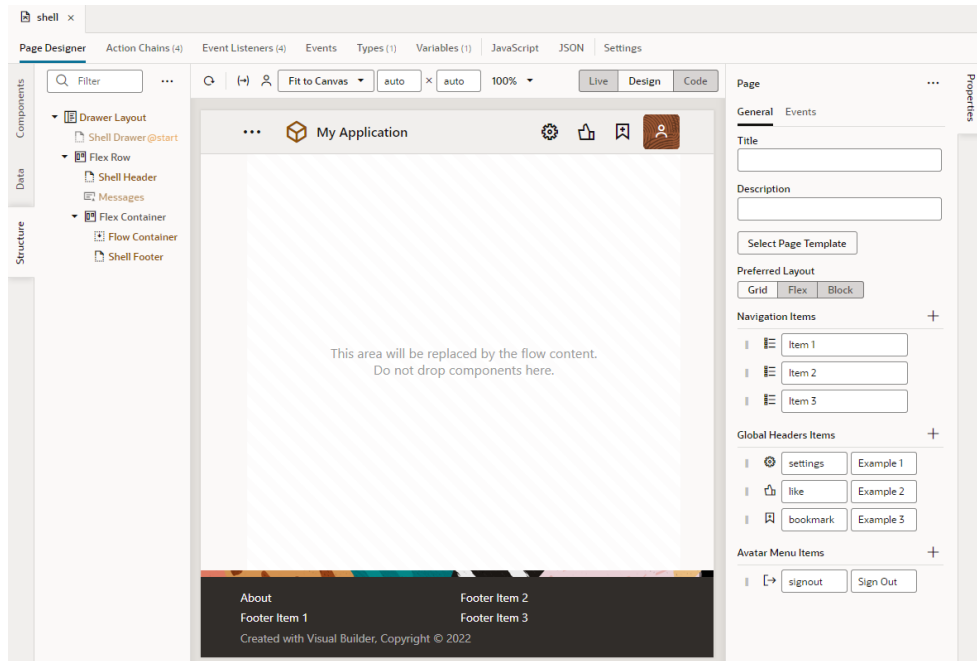 shell ×
Page Designer Action Chains (4) Event Listeners (4) Events Types (1) Variables (1) JavaScript JSON Settings
Components
Data
Structure
Filter ...
Drawer Layout
Shell Drawer @start
Flex Row
Shell Header
Messages
Flex Container
Flow Container
Shell Footer
Fit to Canvas auto × auto 100% Live Design Code
... My Application
This area will be replaced by the flow content.
Do not drop components here.
About Footer Item 2
Footer Item 1 Footer Item 3
Created with Visual Builder, Copyright © 2022
Page ...
General Events
Title
Description
Select Page Template
Preferred Layout
Grid Flex Block
Navigation Items +
Item 1
Item 2
Item 3
Global Headers Items +
settings Example 1
like Example 2
bookmark Example 3
Avatar Menu Items +
signout Sign Out
Properties